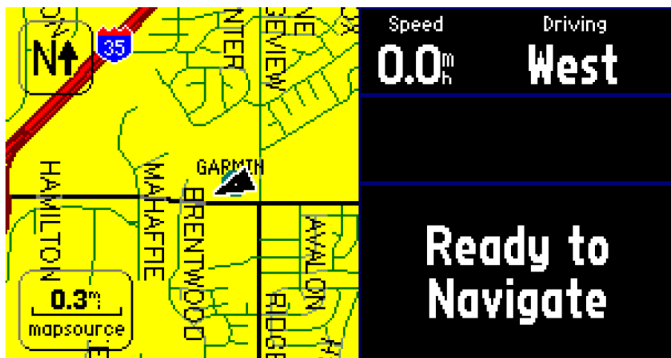 N
35
GARMIN
HAMILTON
MAHAFFIE
BRENTWOOD
AVALON
RIDGE
0.3mi
mapsource
Speed
0.0mh
Driving
West
Ready to
Navigate